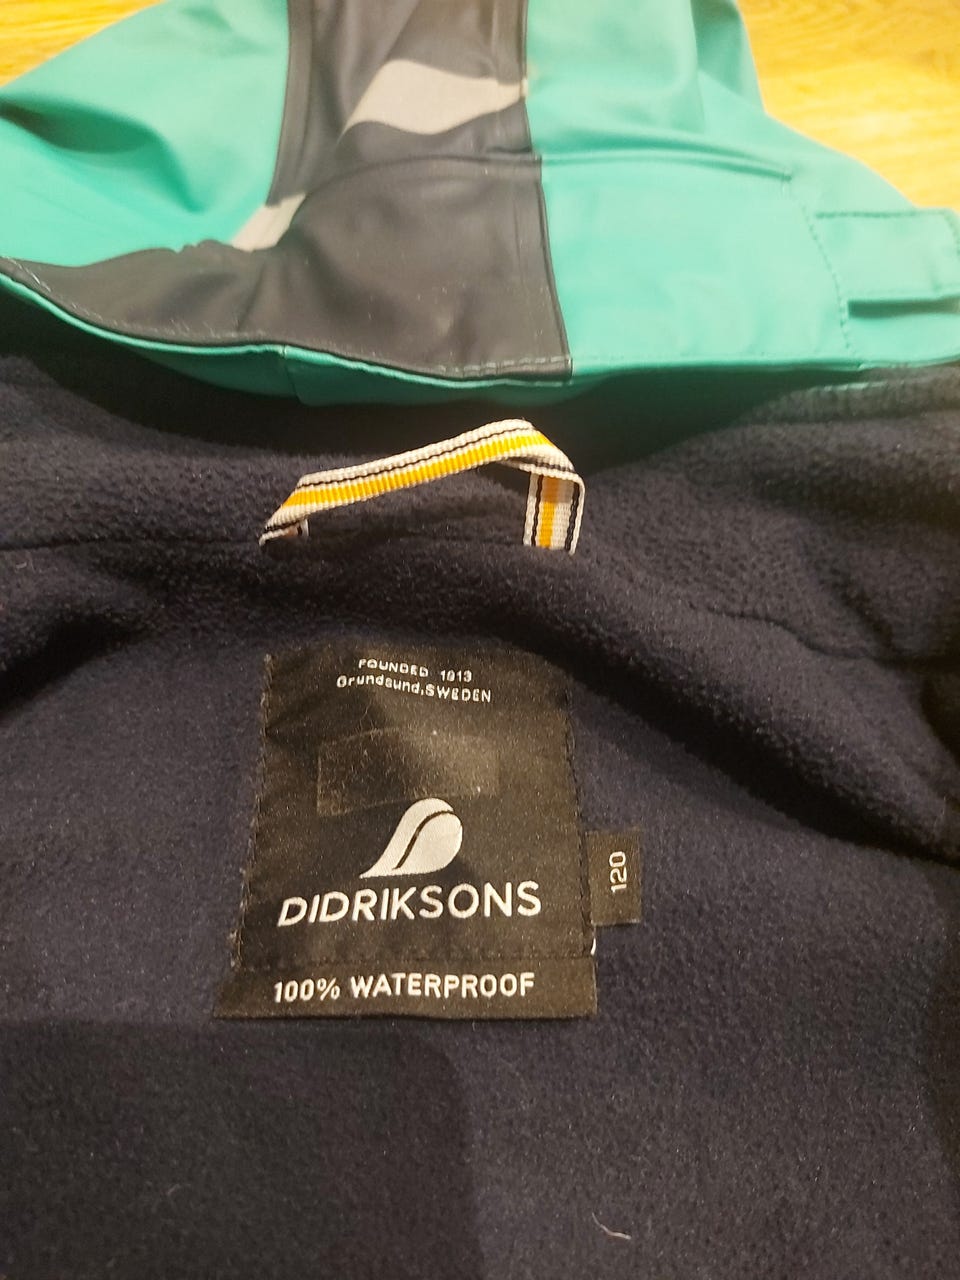 FOUNDED 1913
Grundsund,SWEDEN
DIDRIKSONS
120
100% WATERPROOF